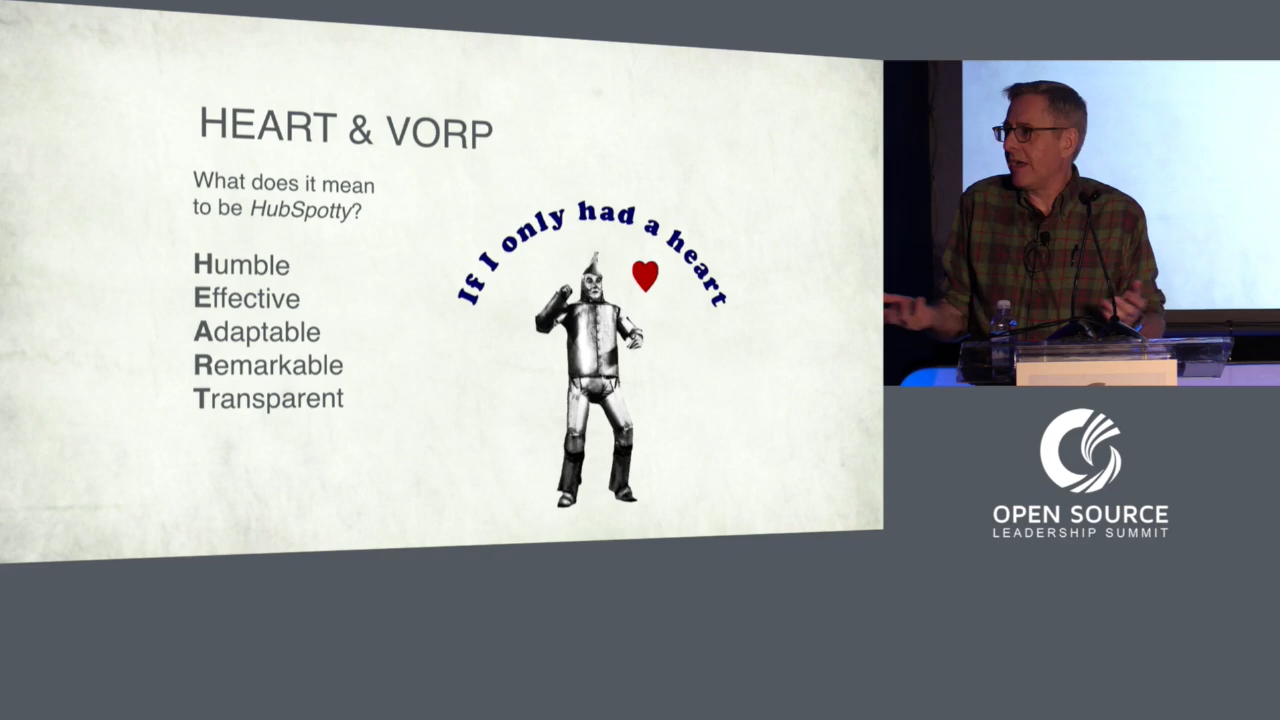 HEART & VORP
What does it mean
to be HubSpotty?
Humble
Effective
Adaptable
Remarkable
Transparent
If I only had a heart
OPEN SOURCE
LEADERSHIP SUMMIT